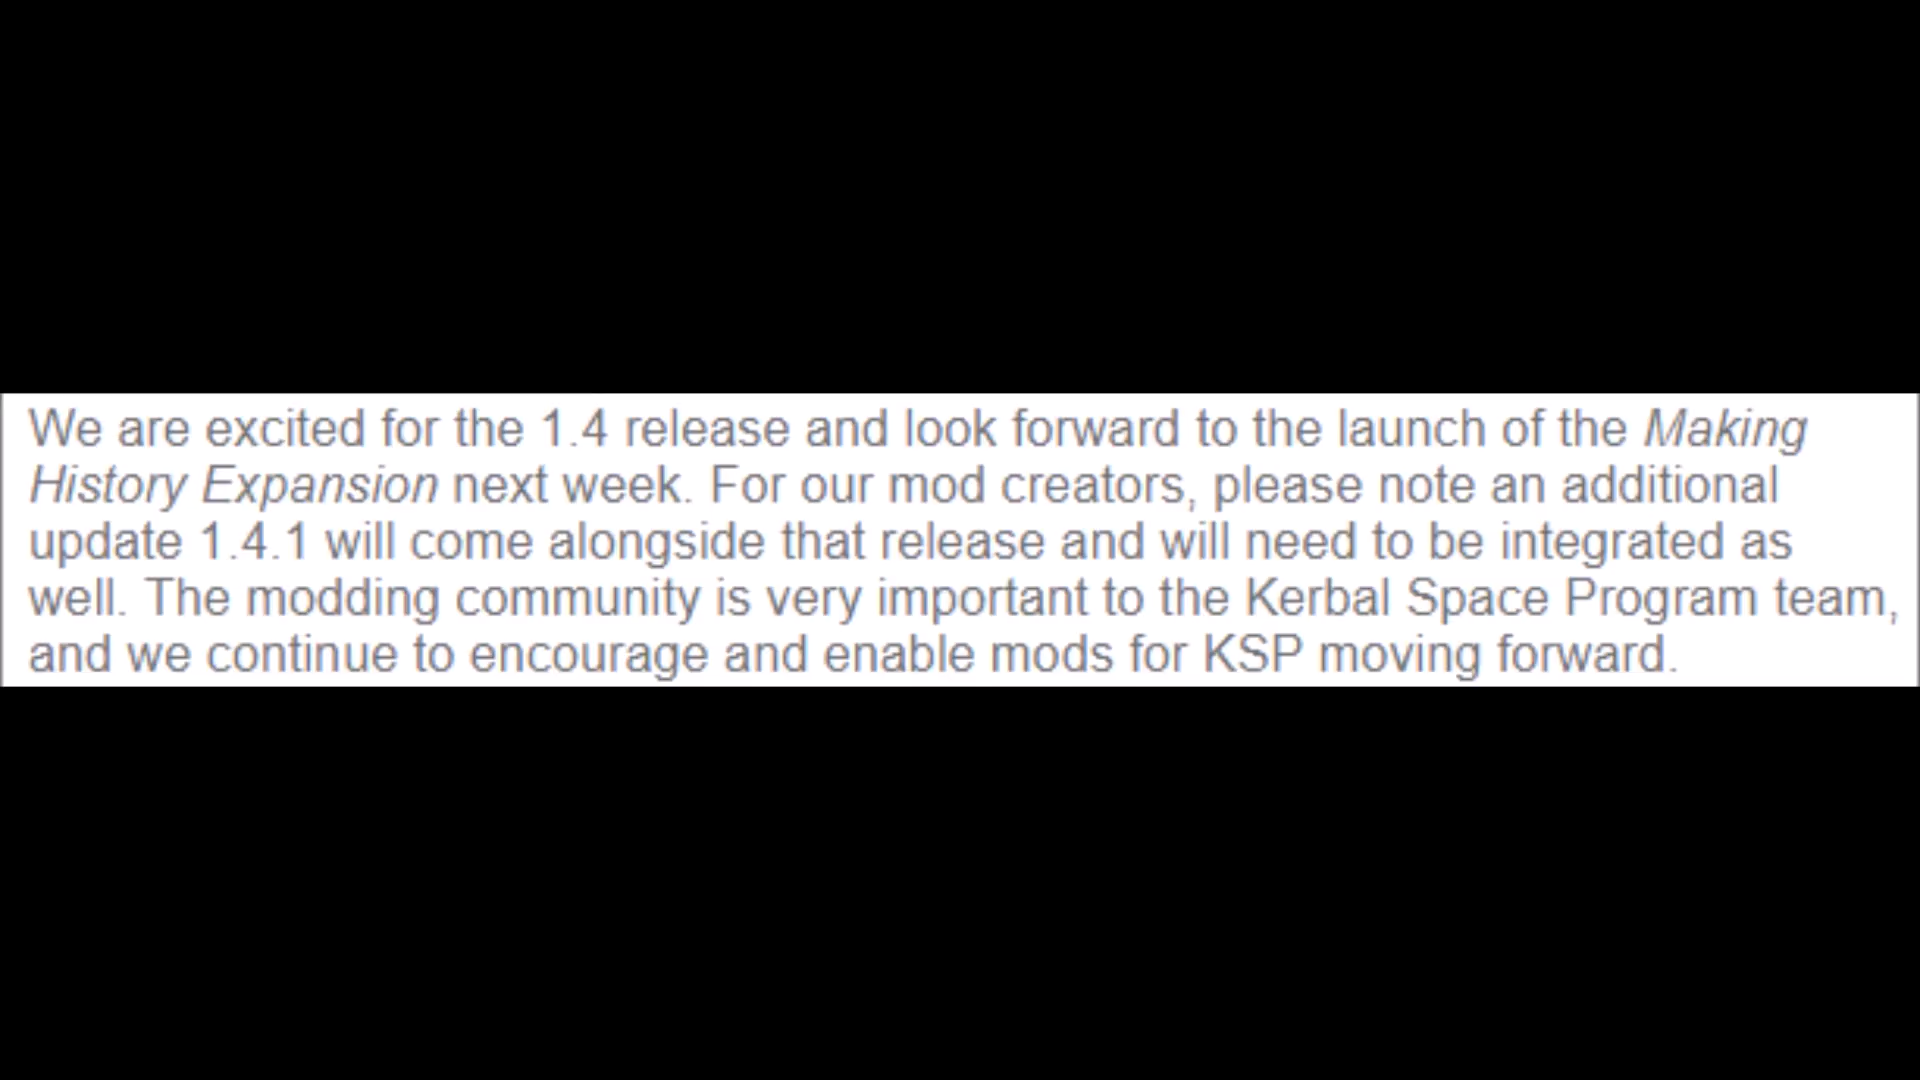 We are excited for the 1.4 release and look forward to the launch of the Making
History Expansion next week. For our mod creators, please note an additional
update 1.4.1 will come alongside that release and will need to be integrated as
well. The modding community is very important to the Kerbal Space Program team,
and we continue to encourage and enable mods for KSP moving forward.